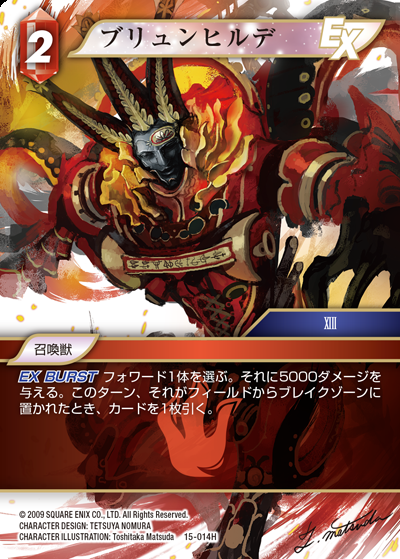 2
ブリュンヒルデ
EX
XIII
召喚獣
EX BURST フォワード1体を選ぶ。それに5000ダメージを
与える。このターン、それがフィールドからブレイクゾーンに
置かれたとき、カードを1枚引く。
© 2009 SQUARE ENIX CO., LTD. All Rights Reserved.
CHARACTER DESIGN: TETSUYA NOMURA
CHARACTER ILLUSTRATION: Toshitaka Matsuda 15-014H
T. matsuda